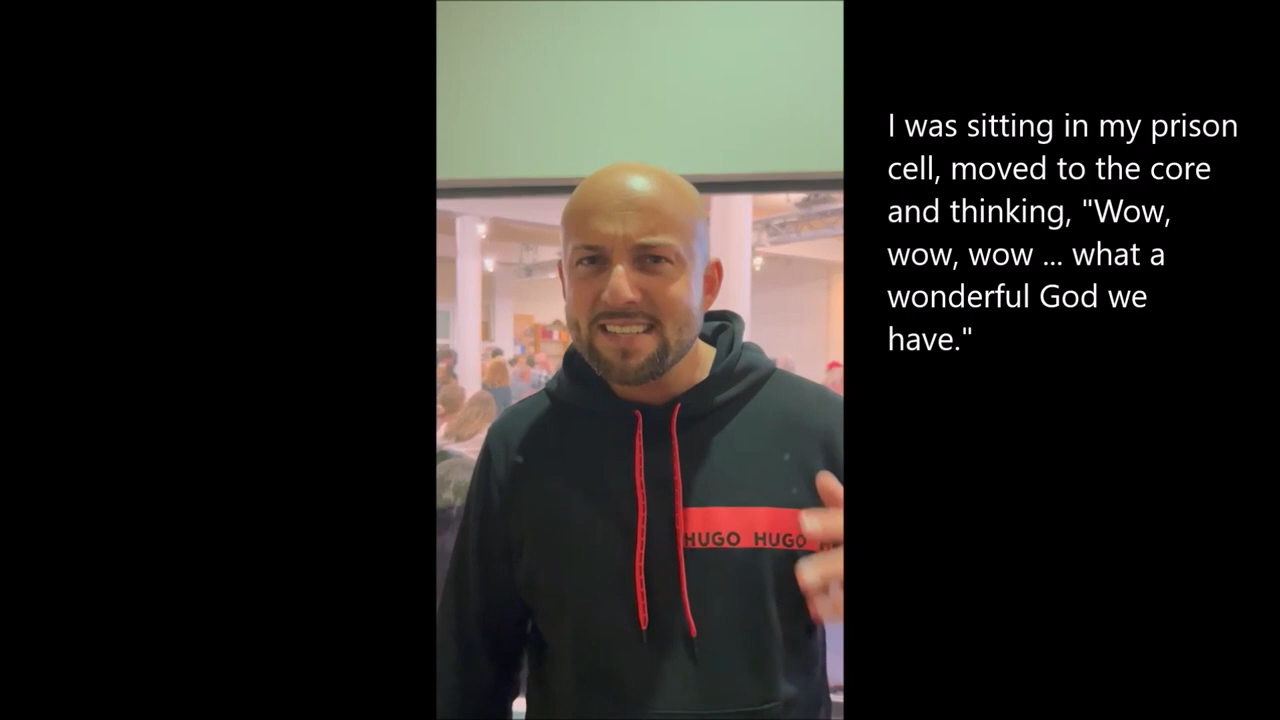 I was sitting in my prison
cell, moved to the core
and thinking, "Wow,
wow, wow ... what a
wonderful God we
have."
HUGO HUGO